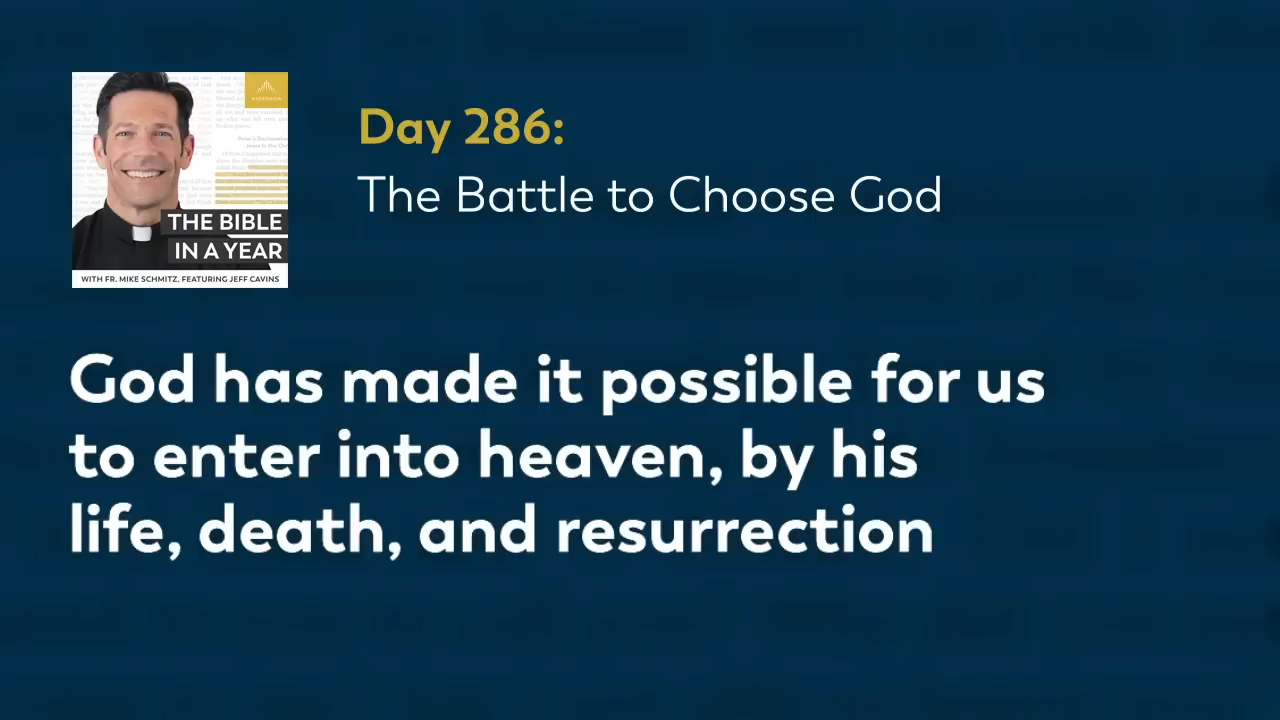 Day 286:
The Battle to Choose God
ASCENSION
THE BIBLE
IN A YEAR
WITH FR. MIKE SCHMITZ, FEATURING JEFF CAVINS
God has made it possible for us
to enter into heaven, by his
life, death, and resurrection